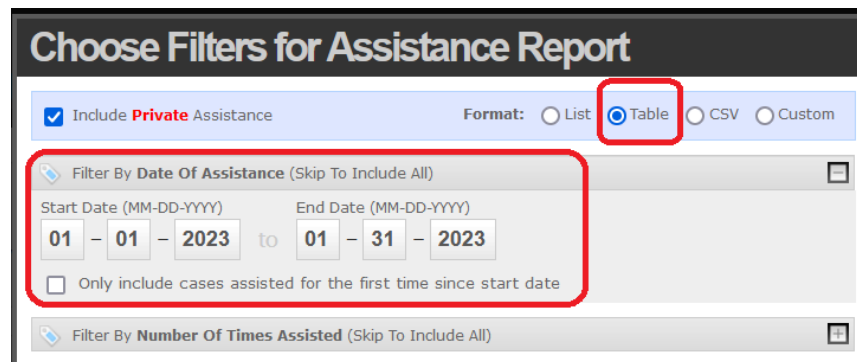 Choose Filters for Assistance Report
Include Private Assistance Format: List Table CSV Custom
Filter By Date Of Assistance (Skip To Include All)
Start Date (MM-DD-YYYY) End Date (MM-DD-YYYY)
01 – 01 – 2023 to 01 – 31 – 2023
Only include cases assisted for the first time since start date
Filter By Number Of Times Assisted (Skip To Include All)